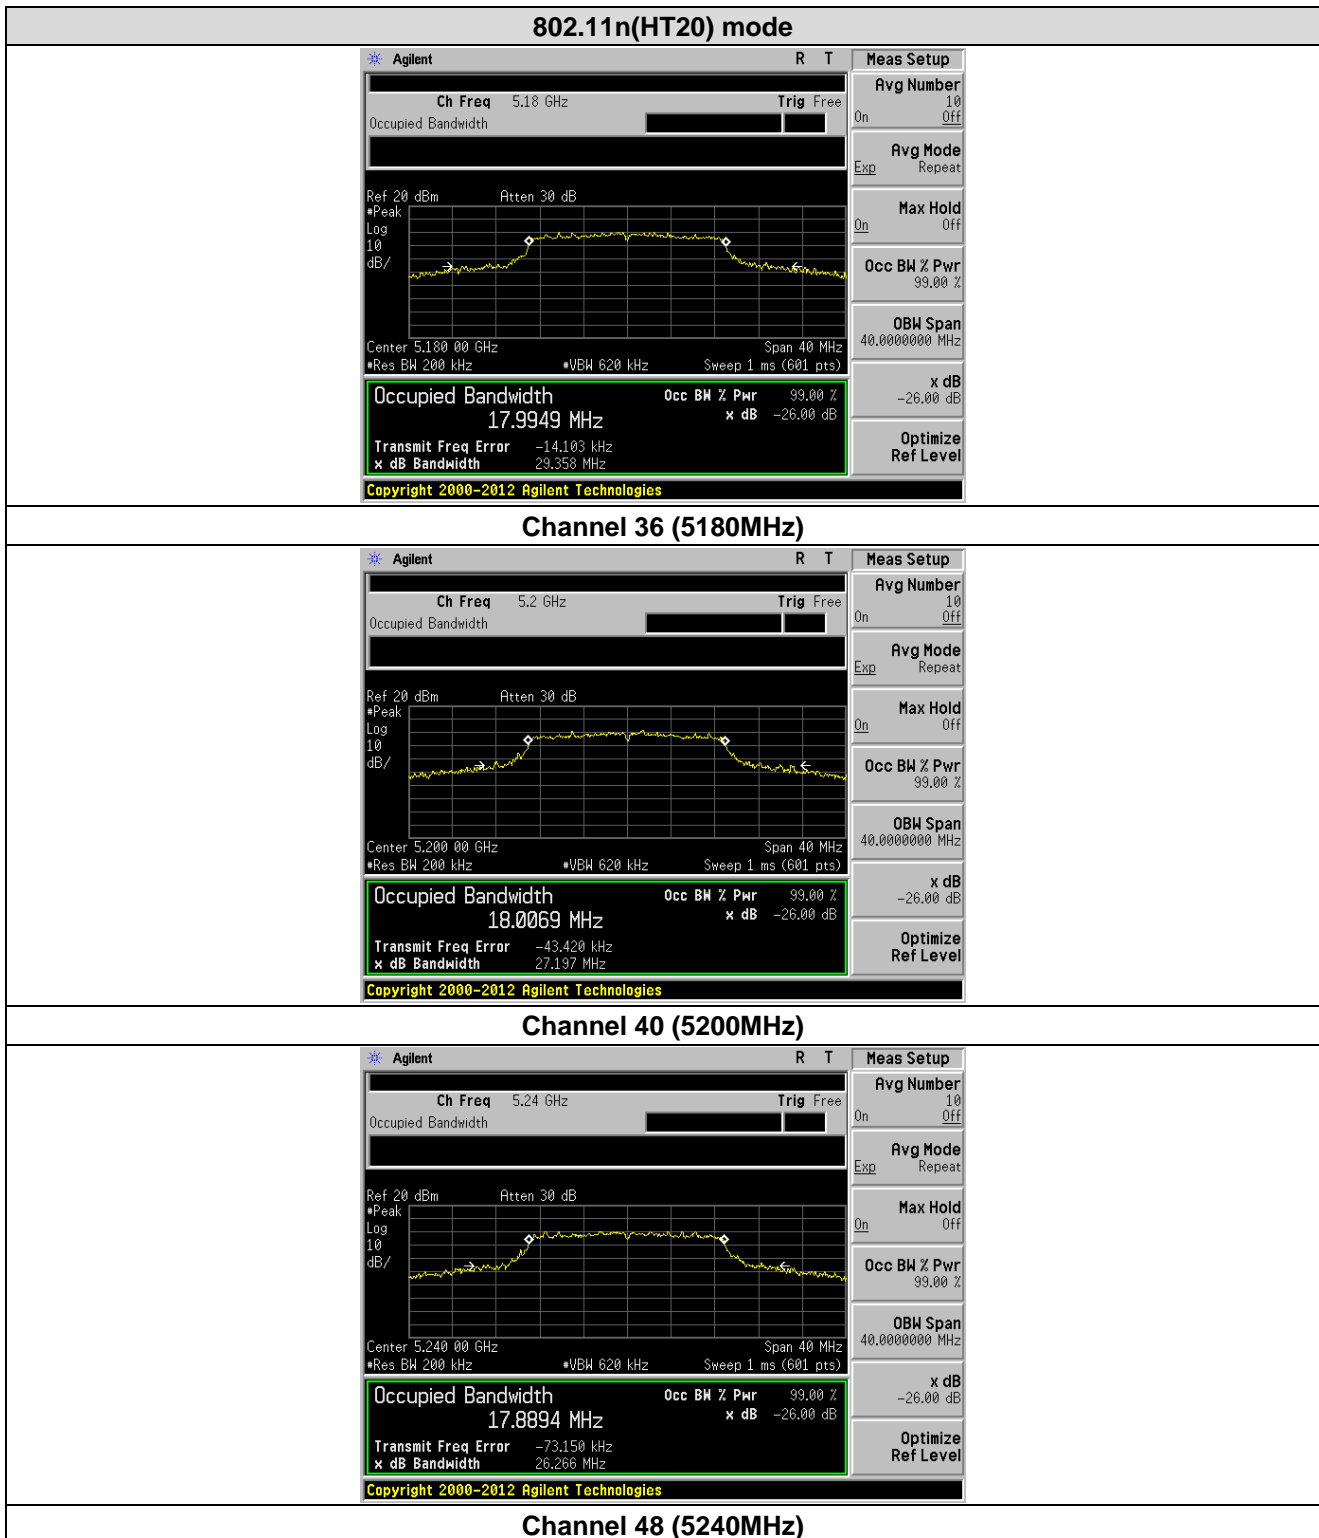 802.11n(HT20) mode
Agilent R T Meas Setup
Ch Freq 5.18 GHz Trig Free
Occupied Bandwidth
Avg Number
10
On Off
Avg Mode
Exp Repeat
Max Hold
On Off
Occ BW % Pwr
99.00 %
OBW Span
40.0000000 MHz
x dB
-26.00 dB
Optimize
Ref Level
Ref 20 dBm Atten 30 dB
#Peak
Log
10
dB/
Center 5.180 00 GHz Span 40 MHz
#Res BW 200 kHz #VBW 620 kHz Sweep 1 ms (601 pts)
Occupied Bandwidth Occ BW % Pwr 99.00 %
17.9949 MHz x dB -26.00 dB
Transmit Freq Error -14.103 kHz
x dB Bandwidth 29.358 MHz
Copyright 2000-2012 Agilent Technologies
Channel 36 (5180MHz)
Agilent R T Meas Setup
Ch Freq 5.2 GHz Trig Free
Occupied Bandwidth
Avg Number
10
On Off
Avg Mode
Exp Repeat
Max Hold
On Off
Occ BW % Pwr
99.00 %
OBW Span
40.0000000 MHz
x dB
-26.00 dB
Optimize
Ref Level
Ref 20 dBm Atten 30 dB
#Peak
Log
10
dB/
Center 5.200 00 GHz Span 40 MHz
#Res BW 200 kHz #VBW 620 kHz Sweep 1 ms (601 pts)
Occupied Bandwidth Occ BW % Pwr 99.00 %
18.0069 MHz x dB -26.00 dB
Transmit Freq Error -43.420 kHz
x dB Bandwidth 27.197 MHz
Copyright 2000-2012 Agilent Technologies
Channel 40 (5200MHz)
Agilent R T Meas Setup
Ch Freq 5.24 GHz Trig Free
Occupied Bandwidth
Avg Number
10
On Off
Avg Mode
Exp Repeat
Max Hold
On Off
Occ BW % Pwr
99.00 %
OBW Span
40.0000000 MHz
x dB
-26.00 dB
Optimize
Ref Level
Ref 20 dBm Atten 30 dB
#Peak
Log
10
dB/
Center 5.240 00 GHz Span 40 MHz
#Res BW 200 kHz #VBW 620 kHz Sweep 1 ms (601 pts)
Occupied Bandwidth Occ BW % Pwr 99.00 %
17.8894 MHz x dB -26.00 dB
Transmit Freq Error -73.150 kHz
x dB Bandwidth 26.266 MHz
Copyright 2000-2012 Agilent Technologies
Channel 48 (5240MHz)